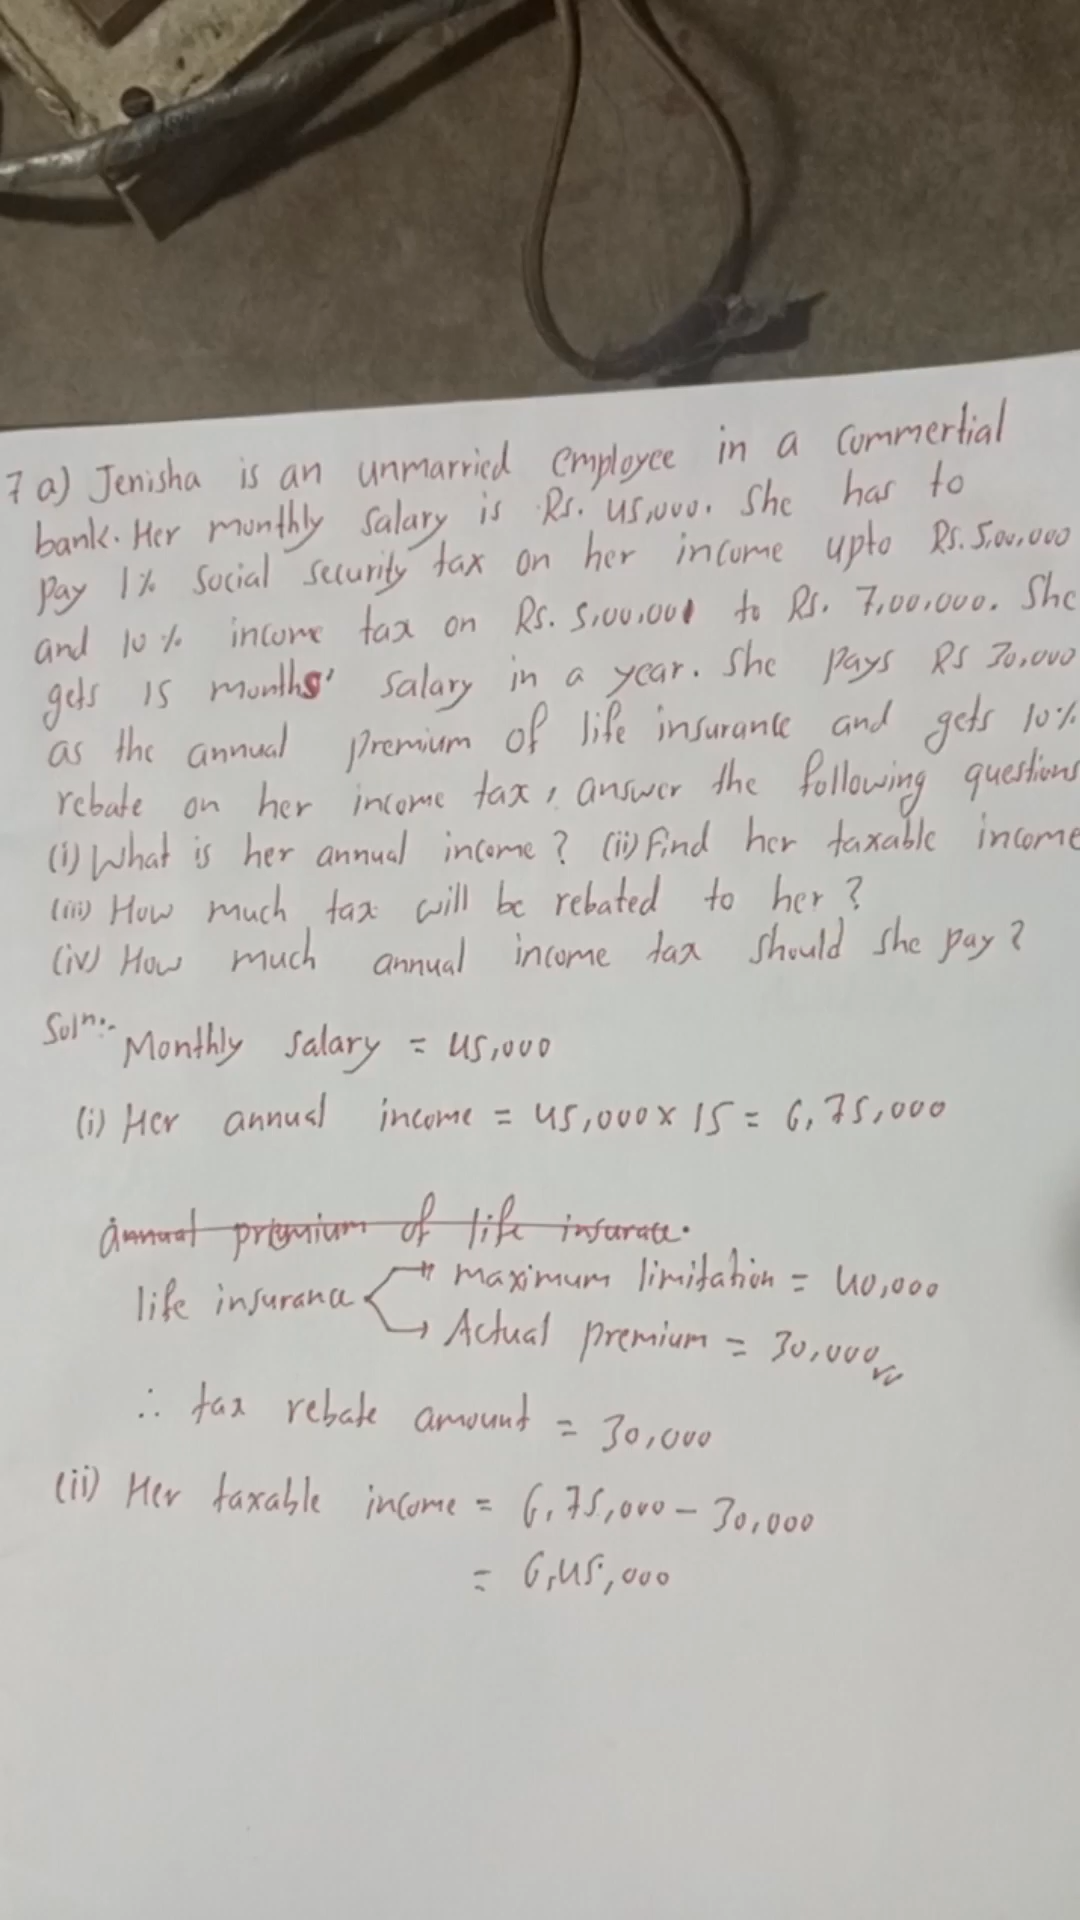 7 a) Jenisha is an unmarried employee in a Commertial
bank. Her monthly salary is Rs. 45,000. She has to
pay 1% Social security tax on her income upto Rs. 5,00,000
and 10% income tax on Rs. 5,00,001 to Rs. 7,00,000. She
gets 15 months' salary in a year. She pays RS 30,000
as the annual premium of life insurance and gets 10%
rebate on her income tax, answer the following questions
(i) What is her annual income? (ii) find her taxable income
(iii) How much tax will be rebated to her?
(iv) How much annual income tax should she pay?
Soln:-
Monthly salary = 45,000
(i) Her annual income = 45,000 x 15 = 6,75,000
Annual premium of life insurace.
life insurance → maximum limitation = 40,000
→ Actual premium = 30,000
∴ tax rebate amount = 30,000
(ii) Her taxable income = 6,75,000 - 30,000
= 6,45,000